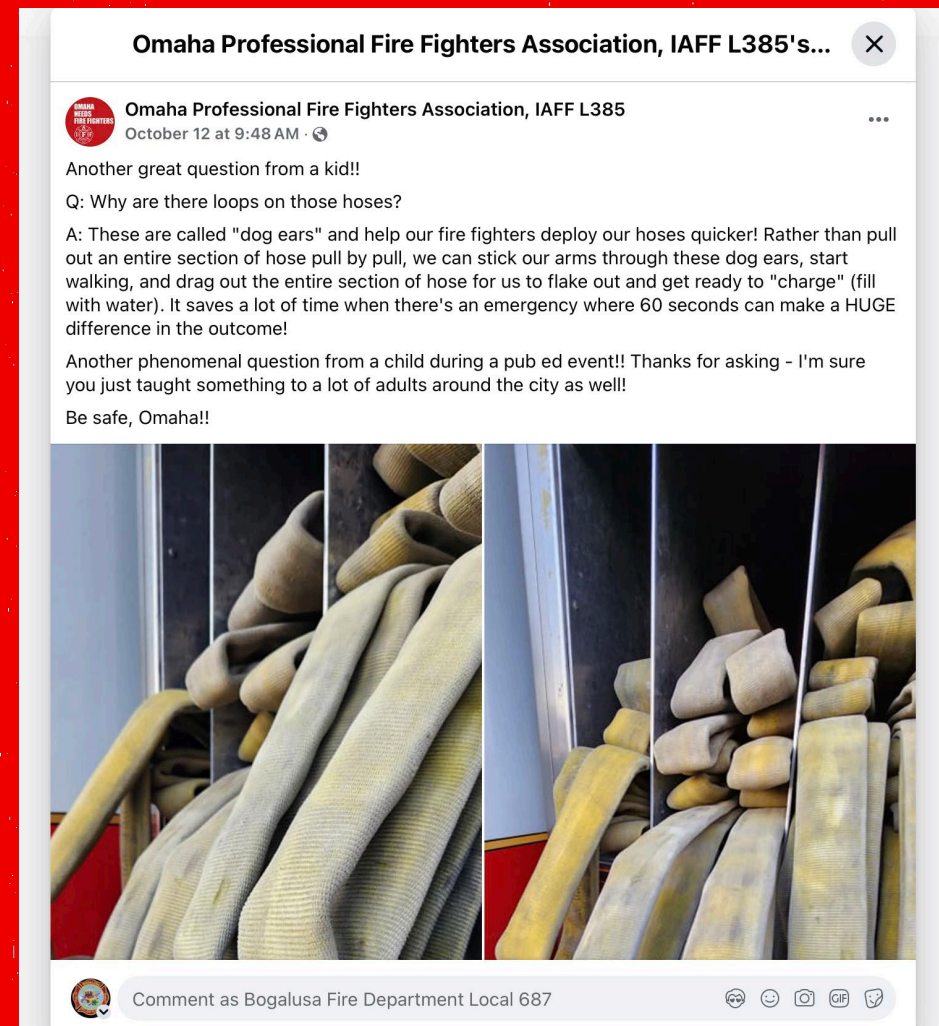 Omaha Professional Fire Fighters Association, IAFF L385's...
OMAHA
NEEDS
FIRE FIGHTERS
Omaha Professional Fire Fighters Association, IAFF L385
October 12 at 9:48 AM ·
Another great question from a kid!!
Q: Why are there loops on those hoses?
A: These are called "dog ears" and help our fire fighters deploy our hoses quicker! Rather than pull
out an entire section of hose pull by pull, we can stick our arms through these dog ears, start
walking, and drag out the entire section of hose for us to flake out and get ready to "charge" (fill
with water). It saves a lot of time when there's an emergency where 60 seconds can make a HUGE
difference in the outcome!
Another phenomenal question from a child during a pub ed event!! Thanks for asking - I'm sure
you just taught something to a lot of adults around the city as well!
Be safe, Omaha!!
Comment as Bogalusa Fire Department Local 687
GIF